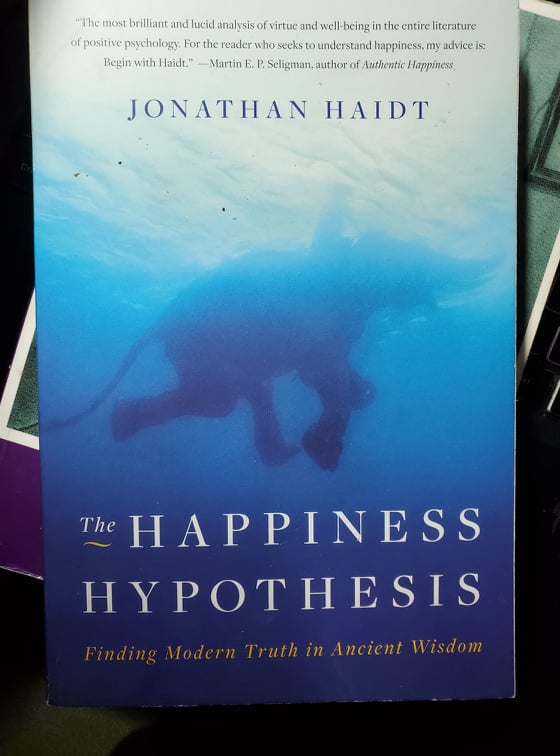 “The most brilliant and lucid analysis of virtue and well-being in the entire literature
of positive psychology. For the reader who seeks to understand happiness, my advice is:
Begin with Haidt.” —Martin E. P. Seligman, author of Authentic Happiness
JONATHAN HAIDT
The HAPPINESS
HYPOTHESIS
Finding Modern Truth in Ancient Wisdom